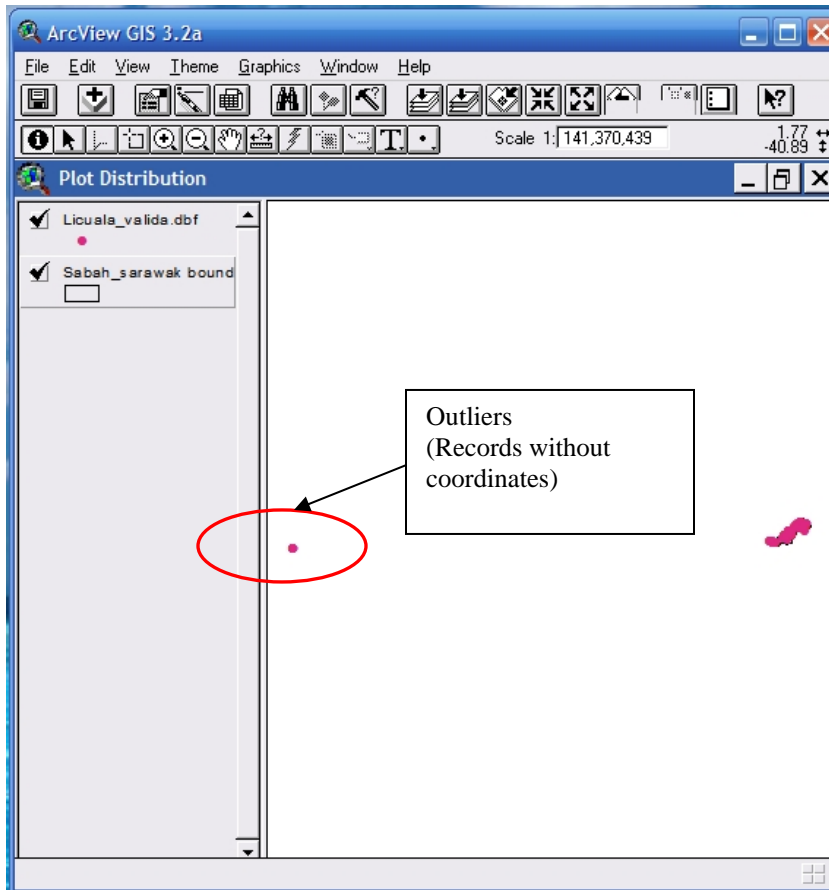 ArcView GIS 3.2a
File Edit View Theme Graphics Window Help
Scale 1: 141,370,439
1.77
-40.89
Plot Distribution
Licuala_valida.dbf
Sabah_sarawak bound
Outliers
(Records without
coordinates)